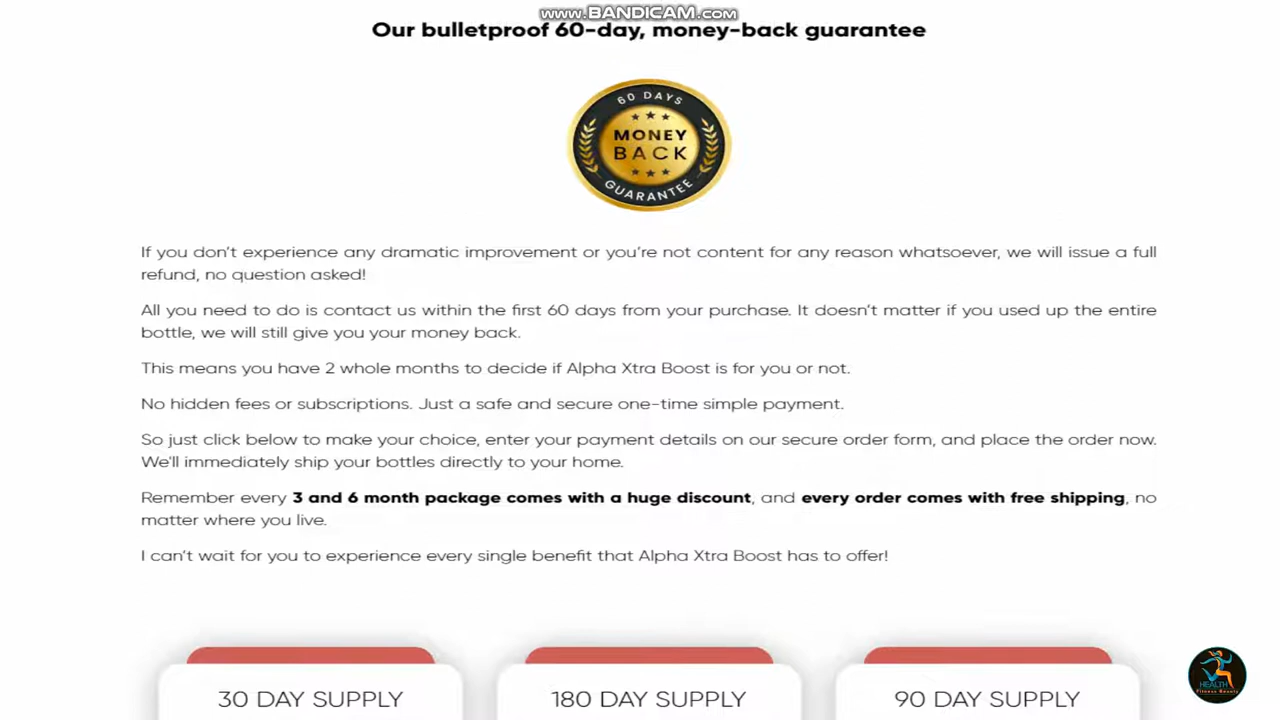 www.BANDICAM.com
Our bulletproof 60-day, money-back guarantee
60 DAYS
MONEY
BACK
GUARANTEE
If you don't experience any dramatic improvement or you're not content for any reason whatsoever, we will issue a full
refund, no question asked!
All you need to do is contact us within the first 60 days from your purchase. It doesn't matter if you used up the entire
bottle, we will still give you your money back.
This means you have 2 whole months to decide if Alpha Xtra Boost is for you or not.
No hidden fees or subscriptions. Just a safe and secure one-time simple payment.
So just click below to make your choice, enter your payment details on our secure order form, and place the order now.
We'll immediately ship your bottles directly to your home.
Remember every 3 and 6 month package comes with a huge discount, and every order comes with free shipping, no
matter where you live.
I can't wait for you to experience every single benefit that Alpha Xtra Boost has to offer!
30 DAY SUPPLY
180 DAY SUPPLY
90 DAY SUPPLY
HEALTH
Fitness Beauty